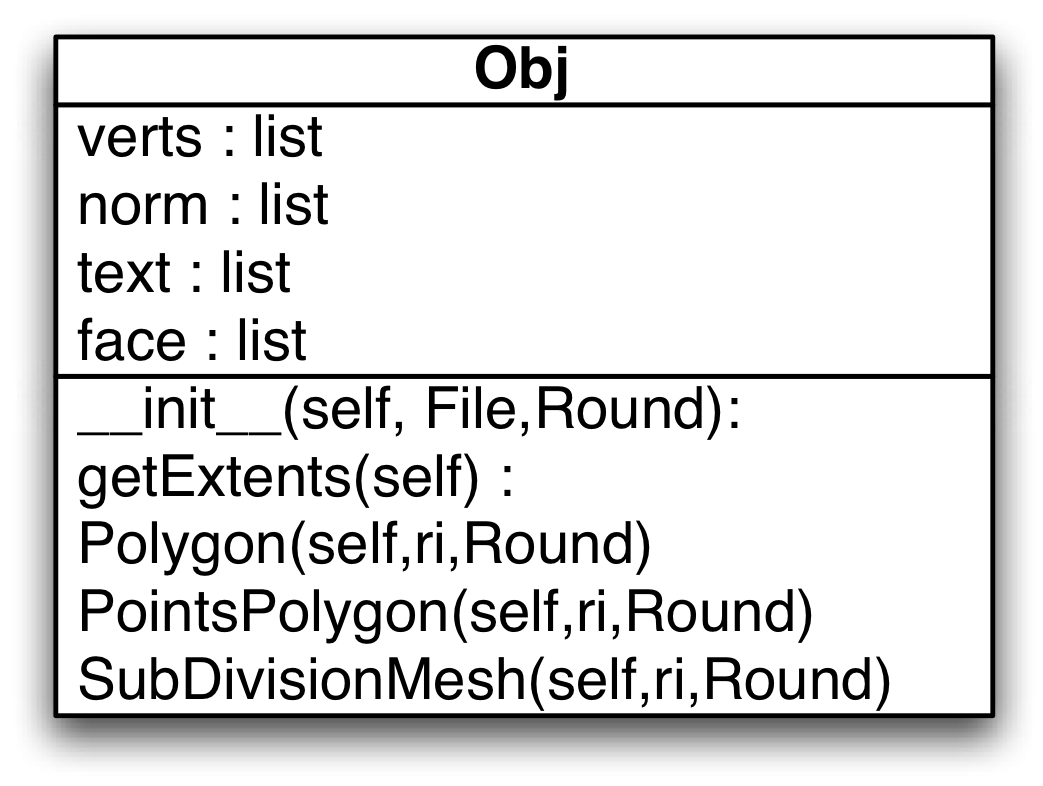 Obj
verts : list
norm : list
text : list
face : list
__init__(self, File,Round):
getExtents(self) :
Polygon(self,ri,Round)
PointsPolygon(self,ri,Round)
SubDivisionMesh(self,ri,Round)